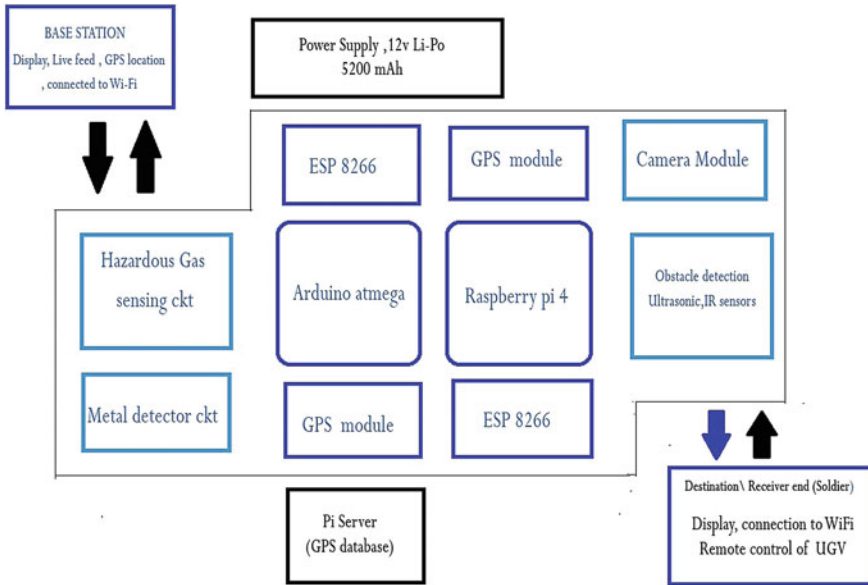 BASE STATION
Display, Live feed , GPS location
, connected to Wi-Fi
Power Supply ,12v Li-Po
5200 mAh
ESP 8266
GPS module
Camera Module
Hazardous Gas
sensing ckt
Arduino atmega
Raspberry pi 4
Obstacle detection
Ultrasonic,IR sensors
Metal detector ckt
GPS module
ESP 8266
Pi Server
(GPS database)
Destination\ Receiver end (Soldier)
Display, connection to WiFi
Remote control of UGV